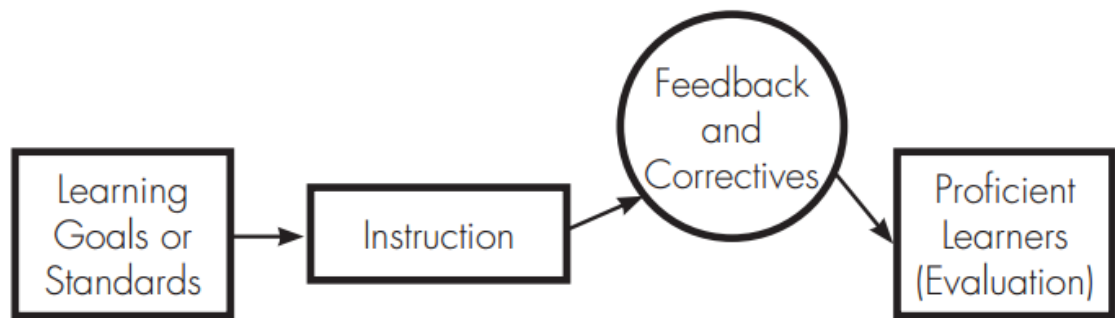 Learning
Goals or
Standards
Instruction
Feedback
and
Correctives
Proficient
Learners
(Evaluation)